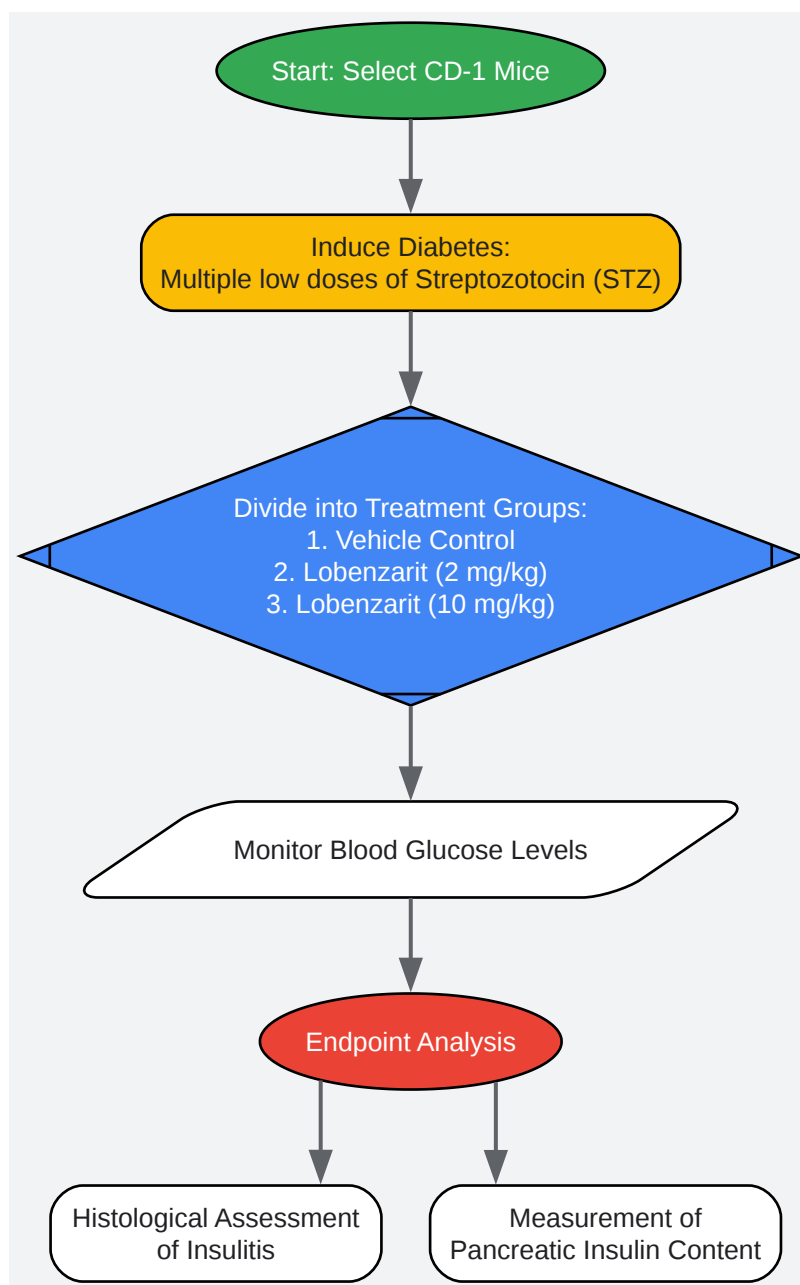 Start: Select CD-1 Mice
Induce Diabetes:
Multiple low doses of Streptozotocin (STZ)
Divide into Treatment Groups:
1. Vehicle Control
2. Lobenzarit (2 mg/kg)
3. Lobenzarit (10 mg/kg)
Monitor Blood Glucose Levels
Endpoint Analysis
Histological Assessment
of Insulitis
Measurement of
Pancreatic Insulin Content